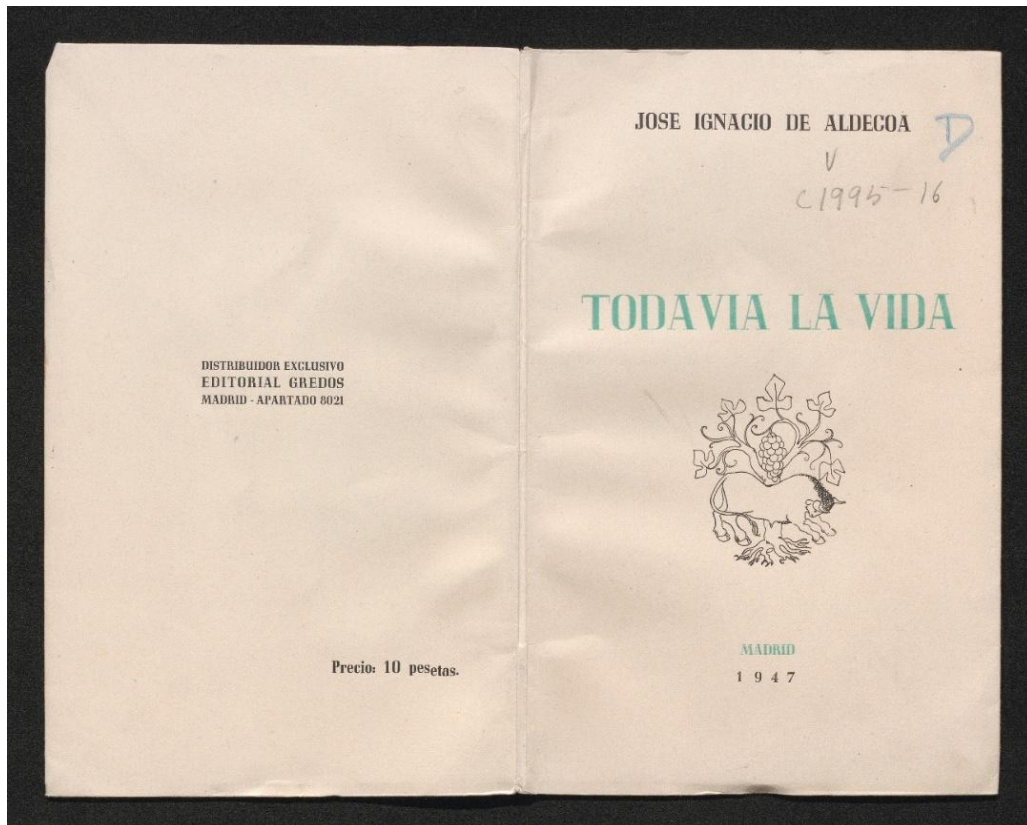 DISTRIBUIDOR EXCLUSIVO
EDITORIAL GREDOS
MADRID - APARTADO 8021
Precio: 10 pesetas.
JOSE IGNACIO DE ALDECOA
D
V
C1995-16
TODAVIA LA VIDA
MADRID
1947